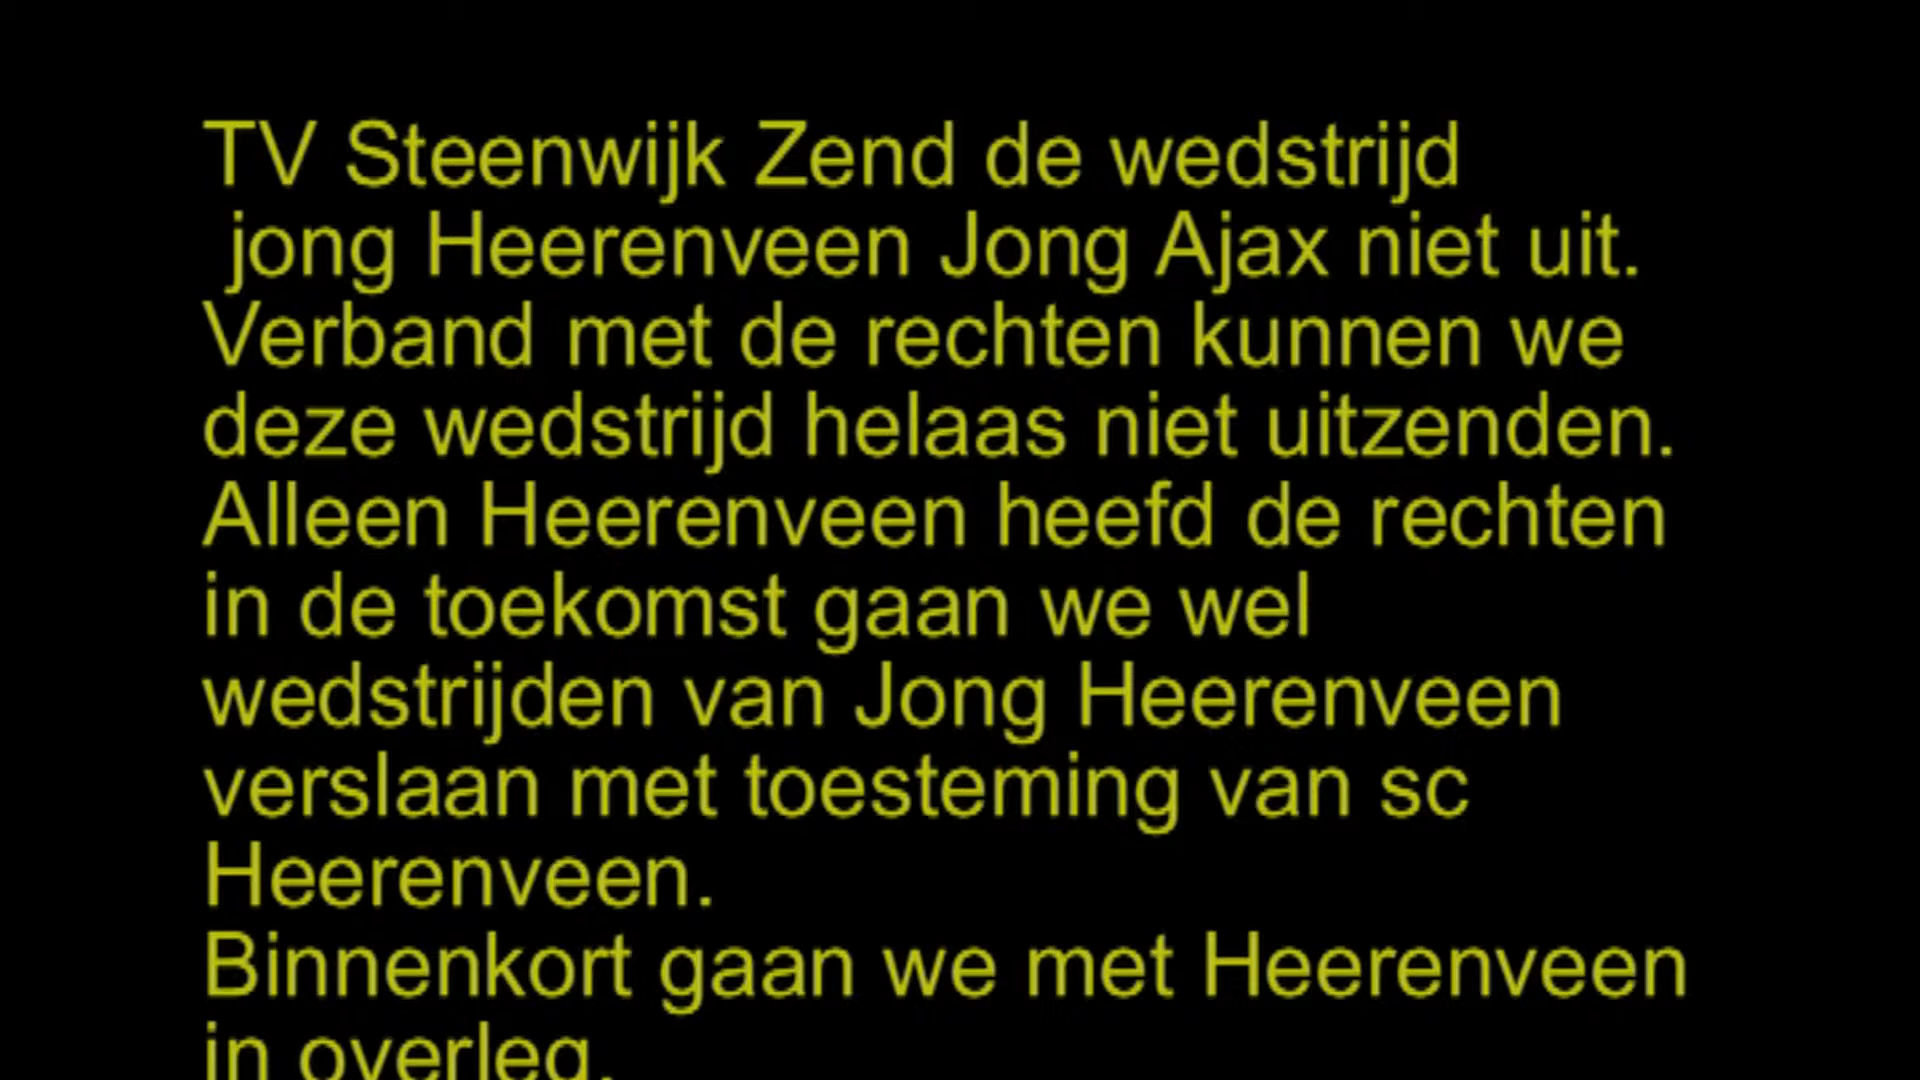 TV Steenwijk Zend de wedstrijd
jong Heerenveen Jong Ajax niet uit.
Verband met de rechten kunnen we
deze wedstrijd helaas niet uitzenden.
Alleen Heerenveen heefd de rechten
in de toekomst gaan we wel
wedstrijden van Jong Heerenveen
verslaan met toesteming van sc
Heerenveen.
Binnenkort gaan we met Heerenveen
in overleg.